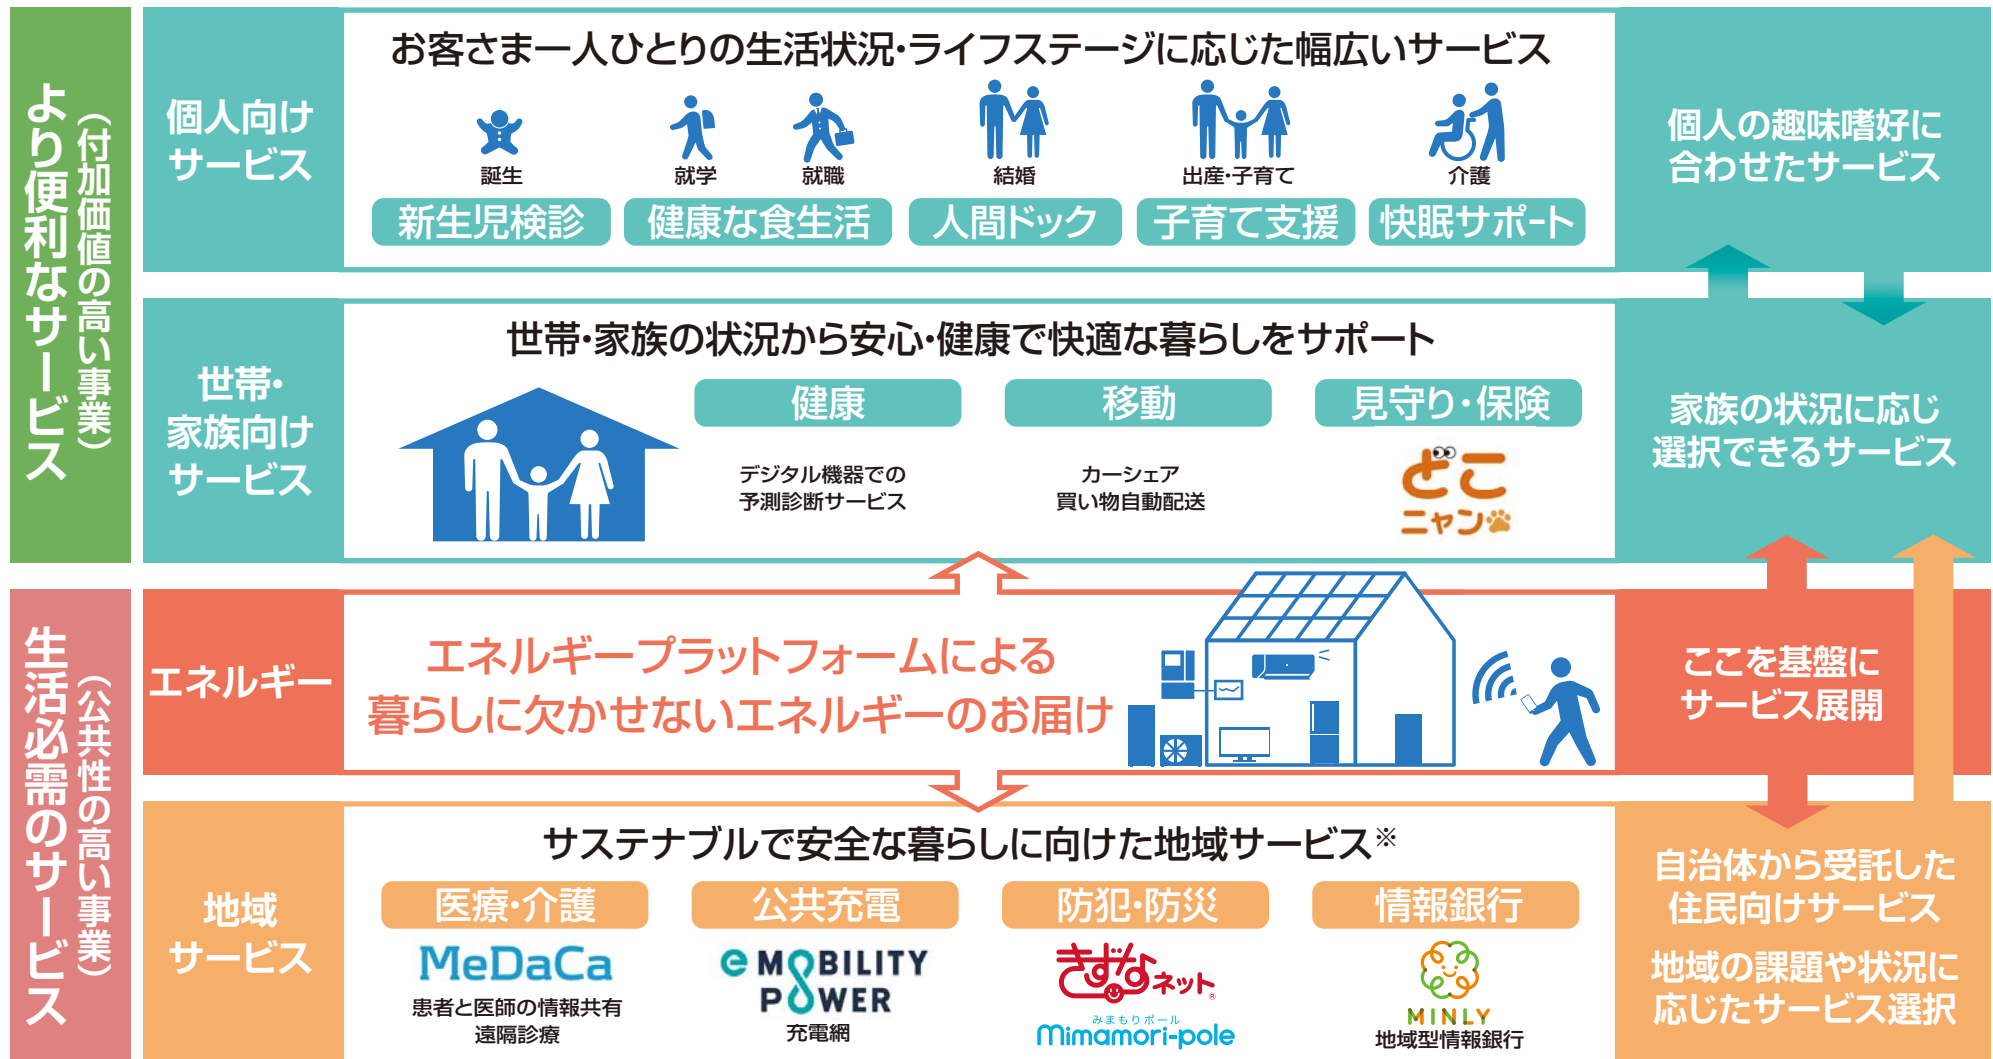 より便利なサービス
（付加価値の高い事業）
個人向け
サービス
お客さま一人ひとりの生活状況・ライフステージに応じた幅広いサービス
誕生
就学
就職
結婚
出産・子育て
介護
新生児検診
健康な食生活
人間ドック
子育て支援
快眠サポート
個人の趣味嗜好に
合わせたサービス
世帯・
家族向け
サービス
世帯・家族の状況から安心・健康で快適な暮らしをサポート
健康
デジタル機器での
予測診断サービス
移動
カーシェア
買い物自動配送
見守り・保険
どこ
ニャン
家族の状況に応じ
選択できるサービス
生活必需のサービス
（公共性の高い事業）
エネルギー
エネルギープラットフォームによる
暮らしに欠かせないエネルギーのお届け
ここを基盤に
サービス展開
地域
サービス
サステナブルで安全な暮らしに向けた地域サービス※
医療・介護
MeDaCa
患者と医師の情報共有
遠隔診療
公共充電
e MOBILITY
POWER
充電網
防犯・防災
きずなネット®
みまもりポール
Mimamori-pole
情報銀行
MINLY
地域型情報銀行
自治体から受託した
住民向けサービス
地域の課題や状況に
応じたサービス選択